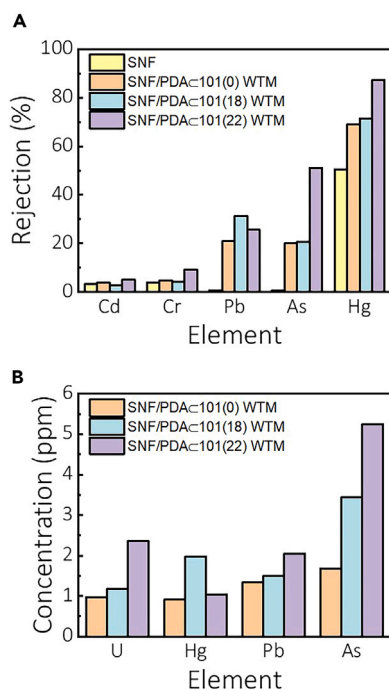 A
Rejection (%)
100
80
60
40
20
0
SNF
SNF/PDA⊂101(0) WTM
SNF/PDA⊂101(18) WTM
SNF/PDA⊂101(22) WTM
Cd Cr Pb As Hg
Element
B
Concentration (ppm)
6
5
4
3
2
1
0
SNF/PDA⊂101(0) WTM
SNF/PDA⊂101(18) WTM
SNF/PDA⊂101(22) WTM
U Hg Pb As
Element